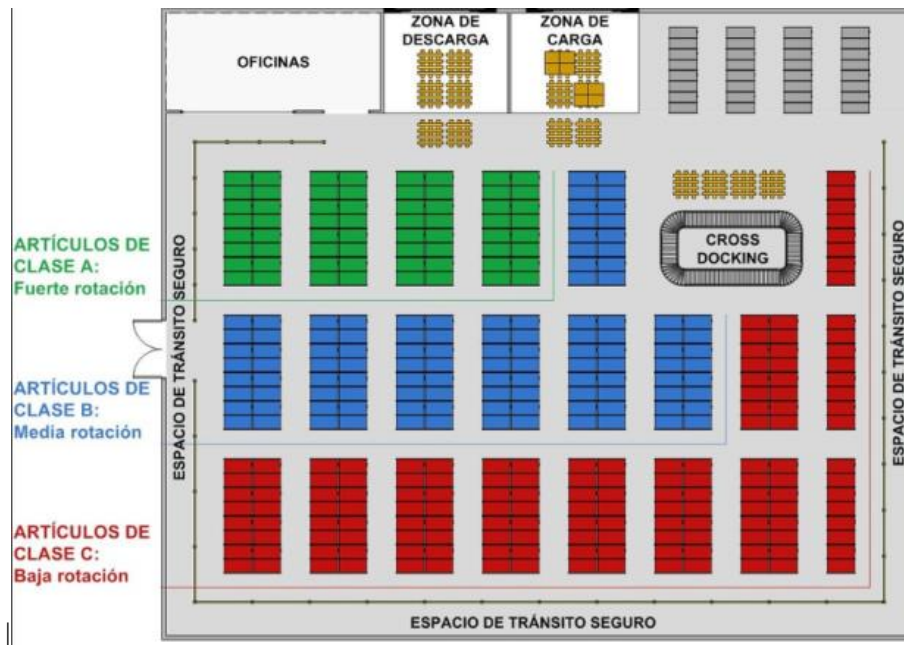 ZONA DE
DESCARGA
ZONA DE
CARGA
OFICINAS
ARTÍCULOS DE
CLASE A:
Fuerte rotación
ESPACIO DE TRÁNSITO SEGURO
CROSS
DOCKING
ESPACIO DE TRÁNSITO SEGURO
ARTÍCULOS DE
CLASE B:
Media rotación
ARTÍCULOS DE
CLASE C:
Baja rotación
ESPACIO DE TRÁNSITO SEGURO